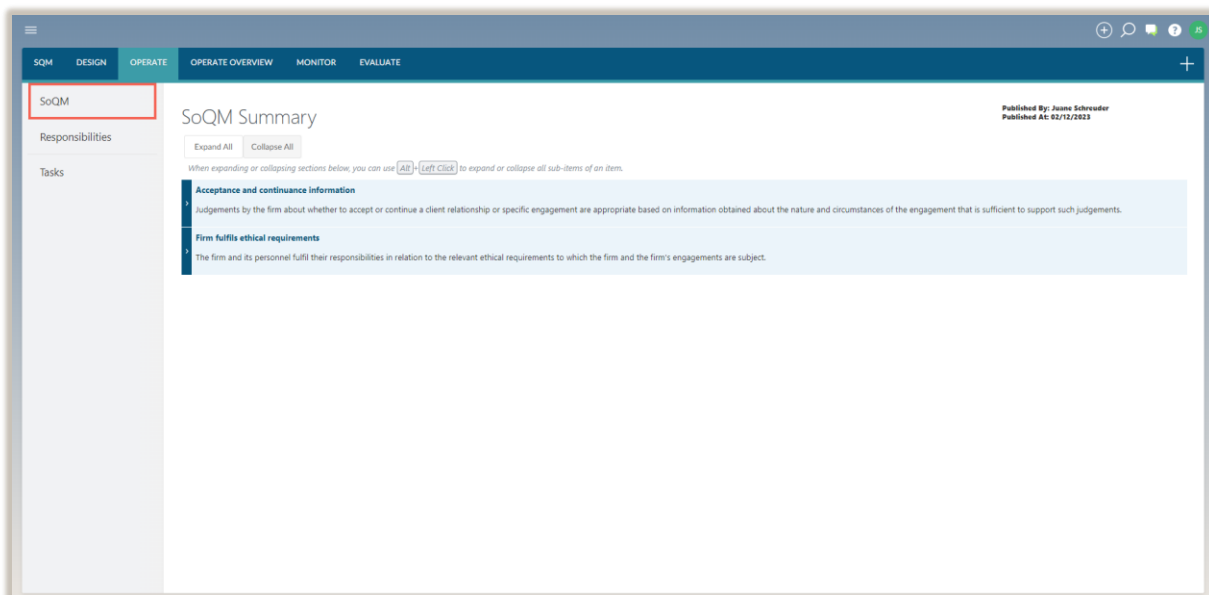 JS
SQM DESIGN OPERATE OPERATE OVERVIEW MONITOR EVALUATE
SoQM
Responsibilities
Tasks
SoQM Summary
Published By: Juane Schreuder
Published At: 02/12/2023
Expand All Collapse All
When expanding or collapsing sections below, you can use Alt + Left Click to expand or collapse all sub-items of an item.
Acceptance and continuance information
Judgements by the firm about whether to accept or continue a client relationship or specific engagement are appropriate based on information obtained about the nature and circumstances of the engagement that is sufficient to support such judgements.
Firm fulfils ethical requirements
The firm and its personnel fulfil their responsibilities in relation to the relevant ethical requirements to which the firm and the firm's engagements are subject.